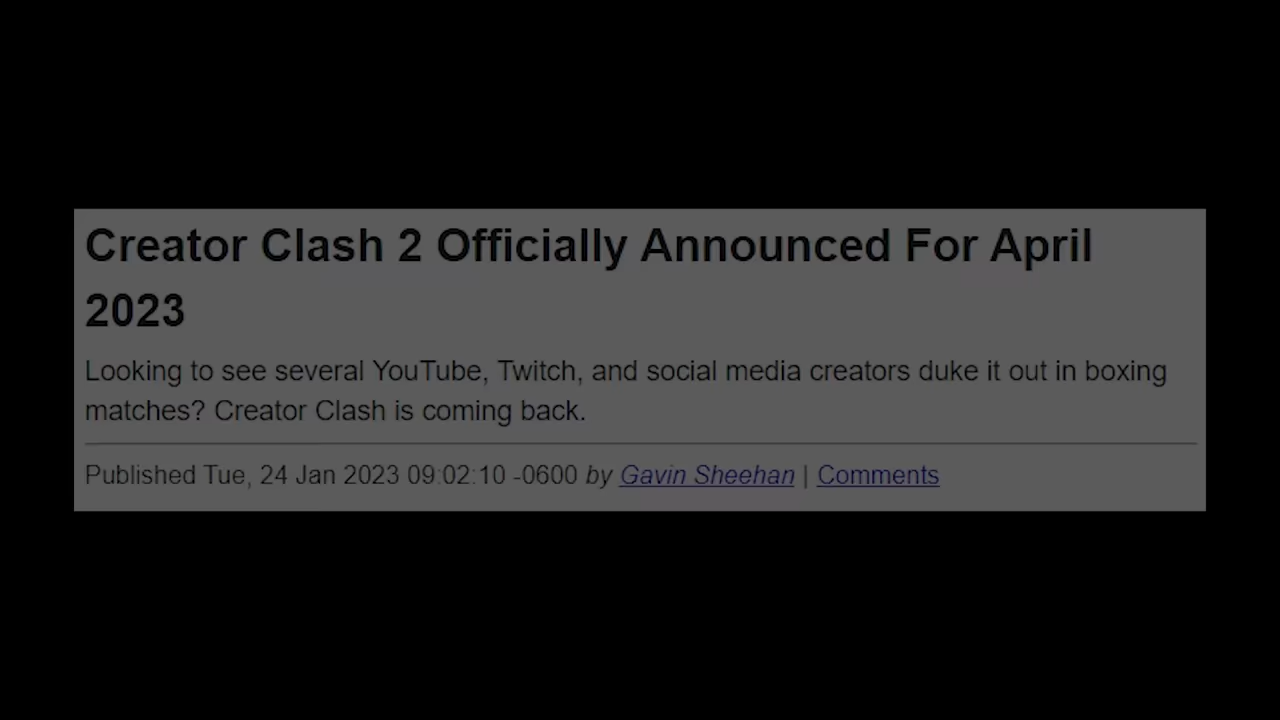 Creator Clash 2 Officially Announced For April
2023
Looking to see several YouTube, Twitch, and social media creators duke it out in boxing
matches? Creator Clash is coming back.
Published Tue, 24 Jan 2023 09:02:10 -0600 by Gavin Sheehan | Comments